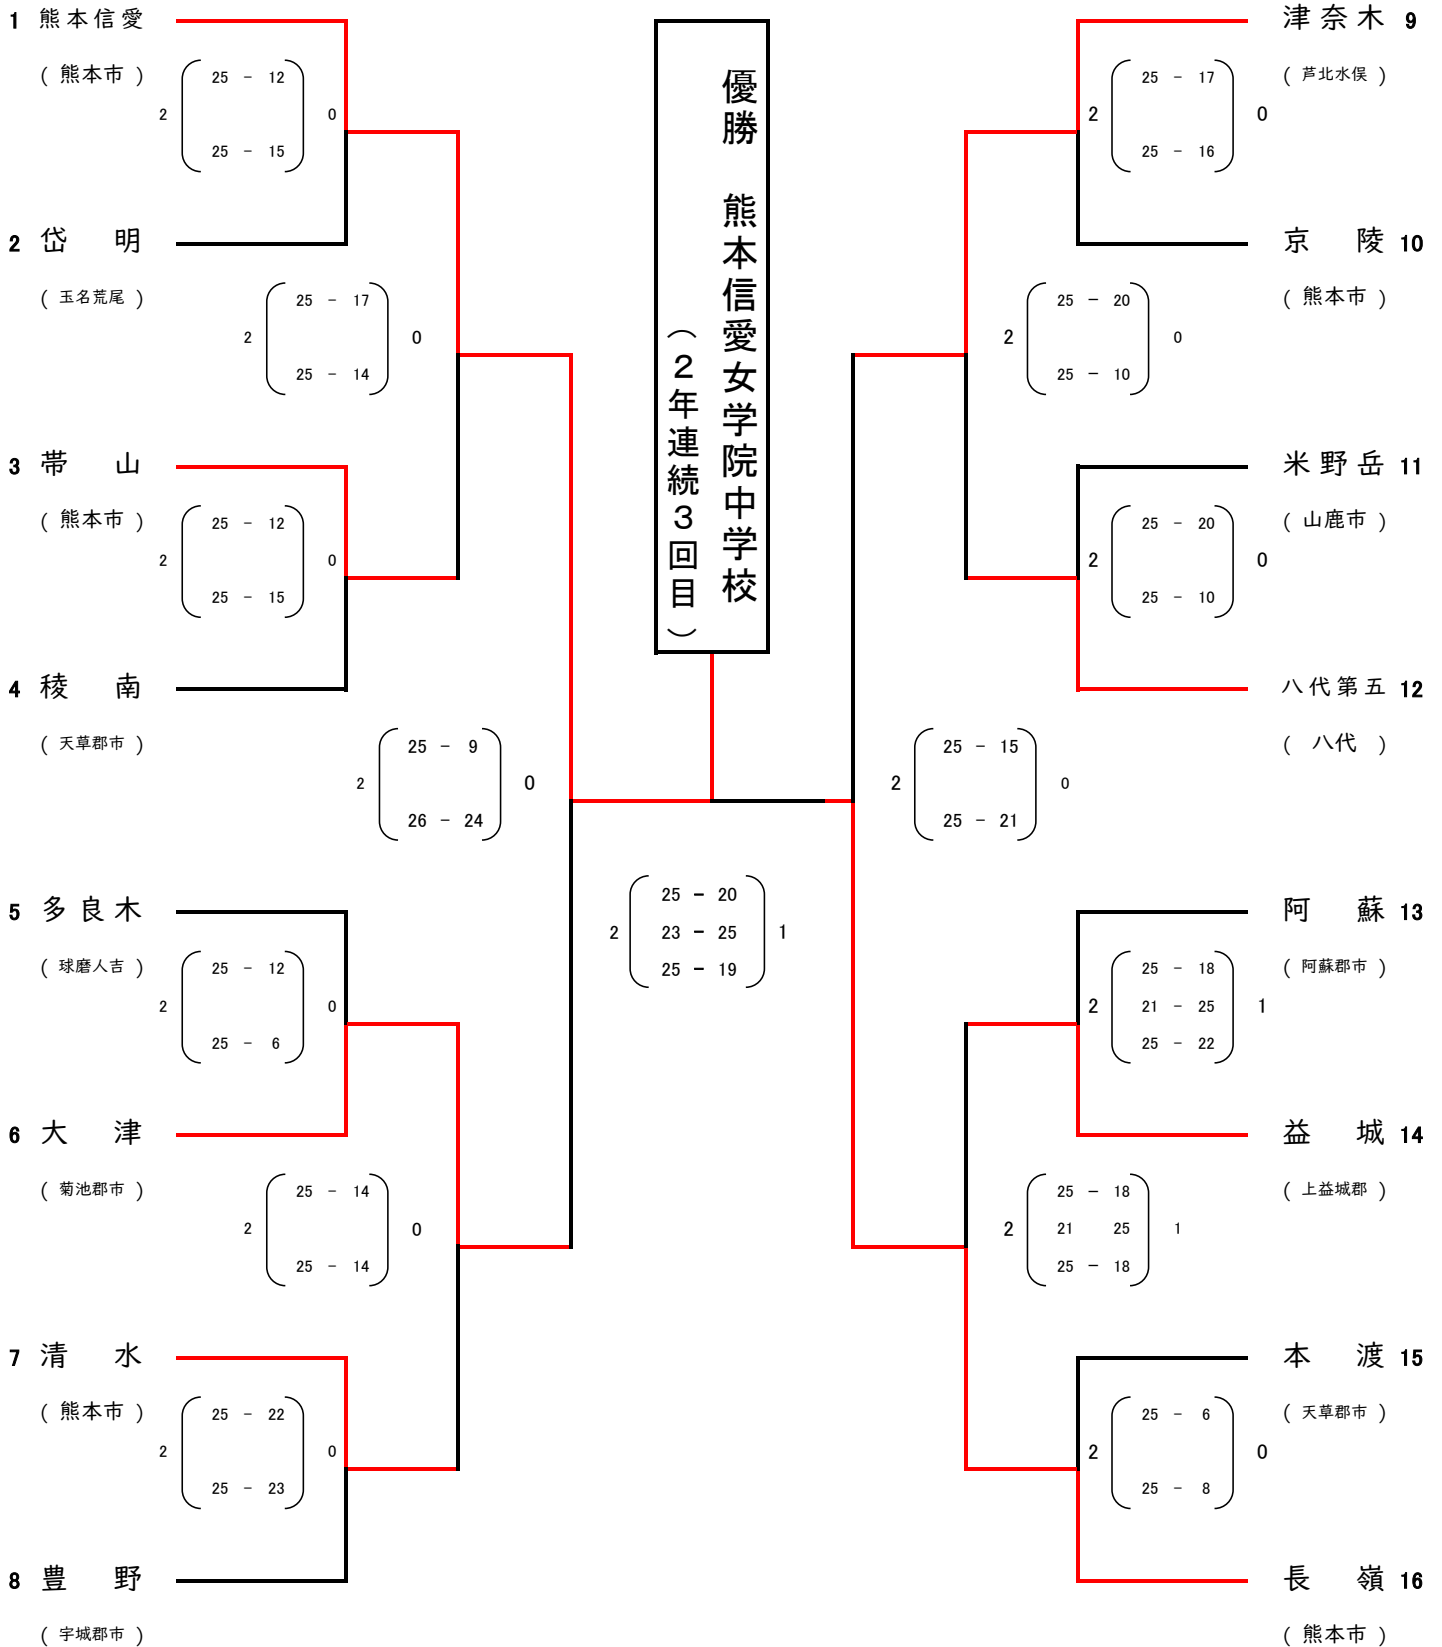 1 熊本信愛
( 熊本市 )
2 25 - 12 0
25 - 15
2 岱 明
( 玉名荒尾 )
2 25 - 17 0
25 - 14
3 帯 山
( 熊本市 )
2 25 - 12 0
25 - 15
4 稜 南
( 天草郡市 )
2 25 - 9 0
26 - 24
5 多良木
( 球磨人吉 )
2 25 - 12 0
25 - 6
6 大 津
( 菊池郡市 )
2 25 - 14 0
25 - 14
7 清 水
( 熊本市 )
2 25 - 22 0
25 - 23
8 豊 野
( 宇城郡市 )
優勝 熊本信愛女学院中学校
(2年連続3回目)
25 - 20
2 23 - 25 1
25 - 19
津奈木 9
( 芦北水俣 )
2 25 - 17 0
25 - 16
京 陵 10
( 熊本市 )
2 25 - 20 0
25 - 10
米野岳 11
( 山鹿市 )
2 25 - 20 0
25 - 10
八代第五 12
( 八代 )
2 25 - 15 0
25 - 21
阿 蘇 13
( 阿蘇郡市 )
25 - 18
2 21 - 25 1
25 - 22
益 城 14
( 上益城郡 )
25 - 18
2 21 25 1
25 - 18
本 渡 15
( 天草郡市 )
2 25 - 6 0
25 - 8
長 嶺 16
( 熊本市 )